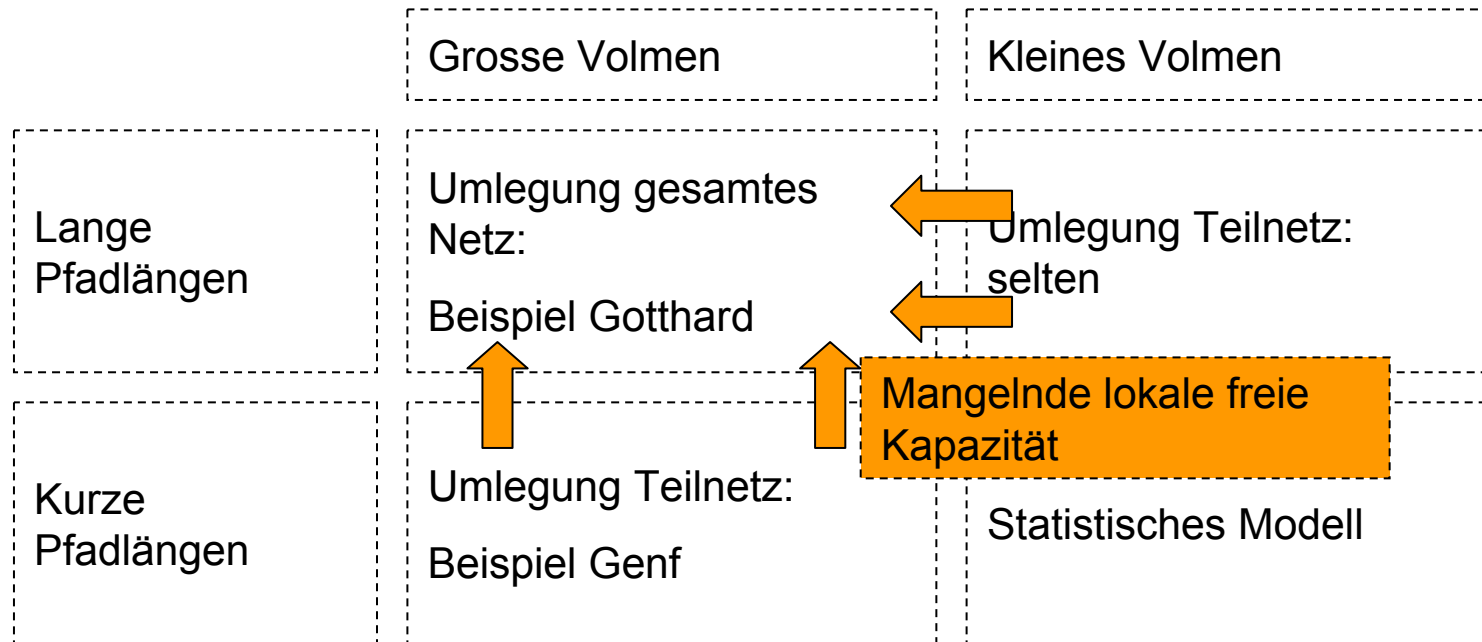 Grosse Volmen
Kleines Volmen
Lange
Pfadlängen
Umlegung gesamtes
Netz:
Beispiel Gotthard
Umlegung Teilnetz:
selten
Mangelnde lokale freie
Kapazität
Kurze
Pfadlängen
Umlegung Teilnetz:
Beispiel Genf
Statistisches Modell